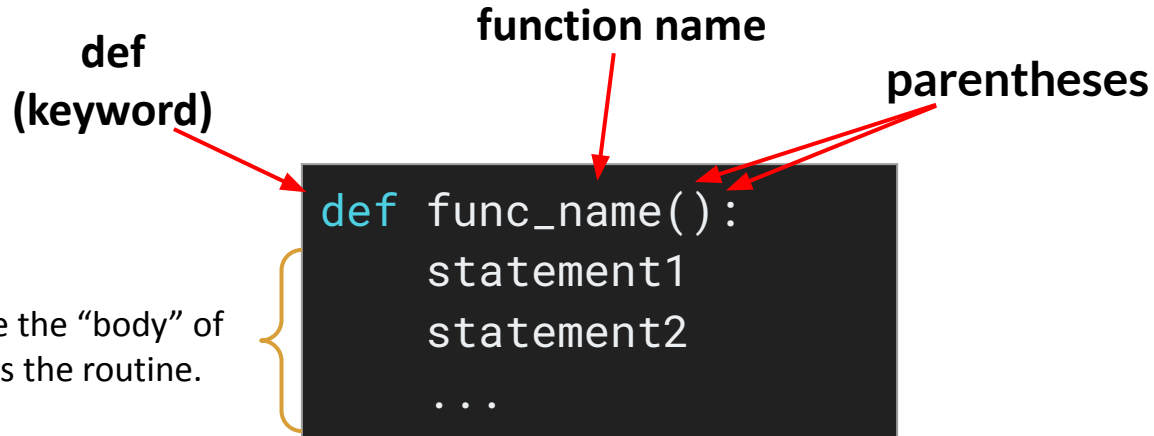 function name
def
(keyword)
parentheses
def func_name():
statement1
statement2
...
e the “body” of
s the routine.